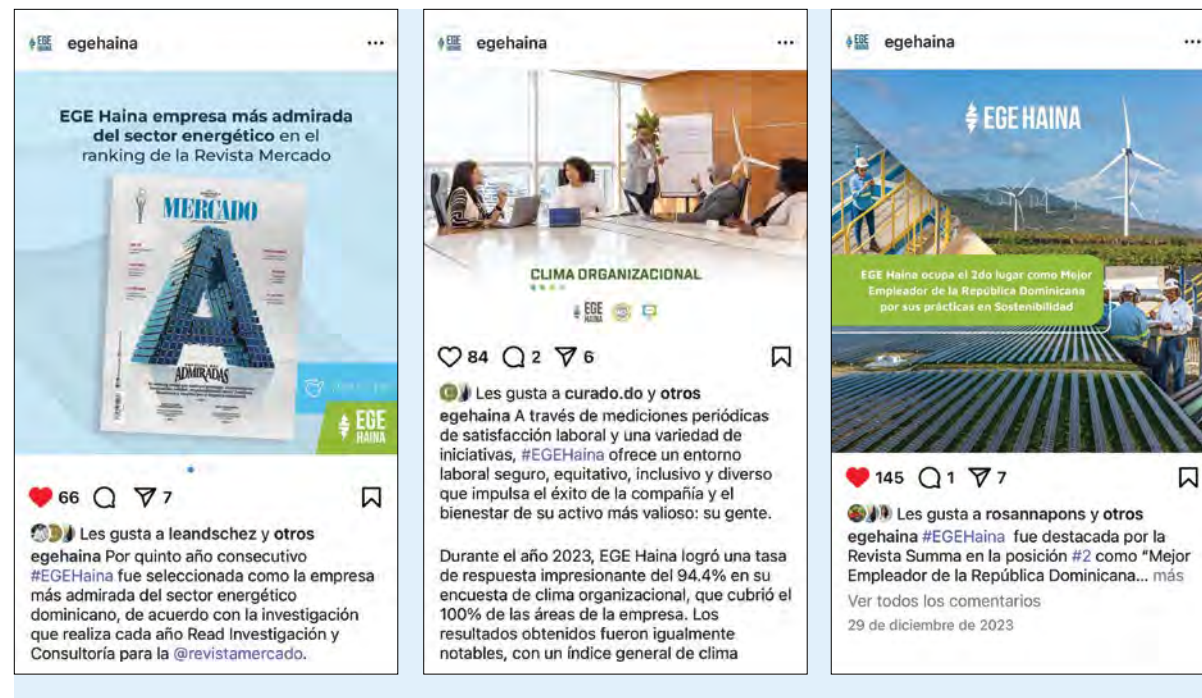 EGE
HAINA
egehaina
EGE Haina empresa más admirada
del sector energético en el
ranking de la Revista Mercado
MERCADO
ADMIRADAS
EGE
HAINA
66
7
Les gusta a leandschez y otros
egehaina Por quinto año consecutivo
#EGEHaina fue seleccionada como la empresa
más admirada del sector energético
dominicano, de acuerdo con la investigación
que realiza cada año Read Investigación y
Consultoría para la @revistamercado.
EGE
HAINA
egehaina
CLIMA ORGANIZACIONAL
EGE
HAINA
84
2
6
Les gusta a curado.do y otros
egehaina A través de mediciones periódicas
de satisfacción laboral y una variedad de
iniciativas, #EGEHaina ofrece un entorno
laboral seguro, equitativo, inclusivo y diverso
que impulsa el éxito de la compañía y el
bienestar de su activo más valioso: su gente.
Durante el año 2023, EGE Haina logró una tasa
de respuesta impresionante del 94.4% en su
encuesta de clima organizacional, que cubrió el
100% de las áreas de la empresa. Los
resultados obtenidos fueron igualmente
notables, con un índice general de clima
EGE
HAINA
egehaina
EGE HAINA
EGE Haina ocupa el 2do lugar como Mejor
Empleador de la República Dominicana
por sus prácticas en Sostenibilidad
145
1
7
Les gusta a rosannapons y otros
egehaina #EGEHaina fue destacada por la
Revista Summa en la posición #2 como “Mejor
Empleador de la República Dominicana... más
Ver todos los comentarios
29 de diciembre de 2023